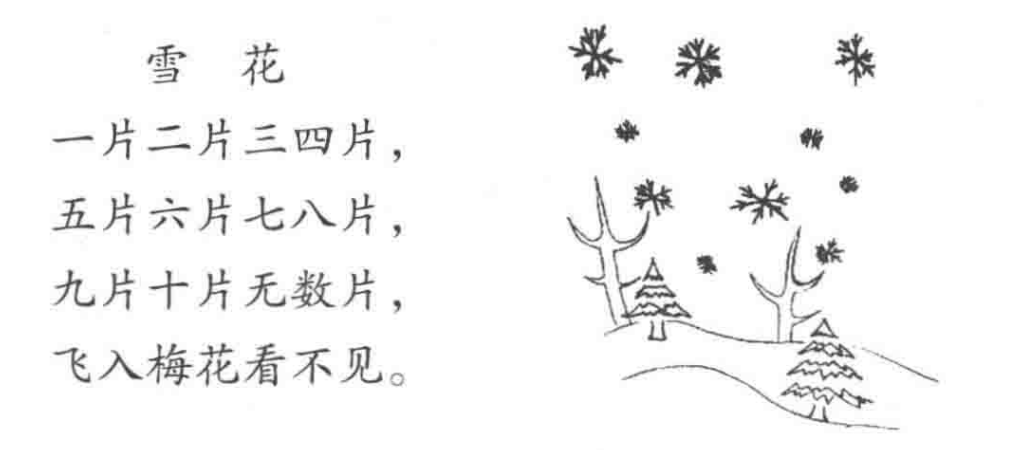 雪 花
一片二片三四片，
五片六片七八片，
九片十片无数片，
飞入梅花看不见。